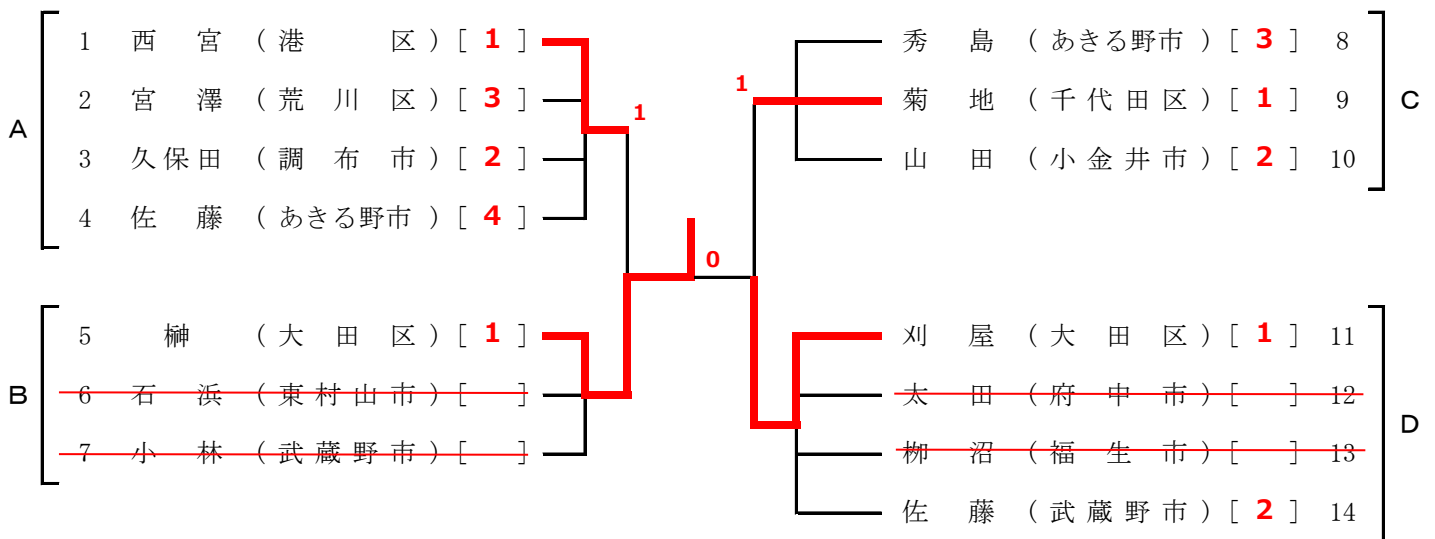 A
1 西宮 (港区) [1]
2 宮澤 (荒川区) [3]
3 久保田 (調布市) [2]
4 佐藤 (あきる野市) [4]
1
B
5 榊 (大田区) [1]
6 石浜 (東村山市) [ ]
7 小林 (武蔵野市) [ ]
0
1
秀島 (あきる野市) [3] 8
菊地 (千代田区) [1] 9
山田 (小金井市) [2] 10
C
刈屋 (大田区) [1] 11
太田 (府中市) [ ] 12
柳沼 (福生市) [ ] 13
佐藤 (武蔵野市) [2] 14
D